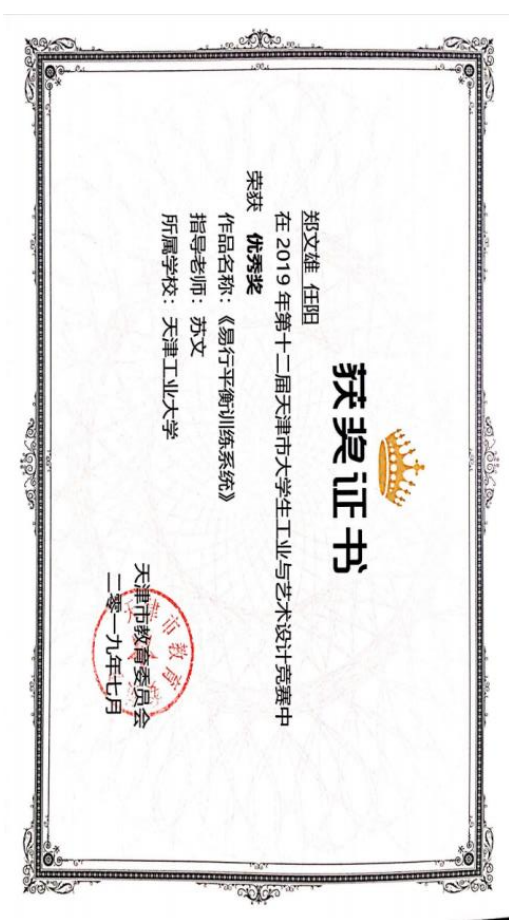 获奖证书
郑文雄 任阳
在 2019 年第十二届天津市大学生工业与艺术设计竞赛中
荣获 优秀奖
作品名称：《易行平衡训练系统》
指导老师：苏文
所属学校：天津工业大学
天津市教育委员会
二零一九年七月